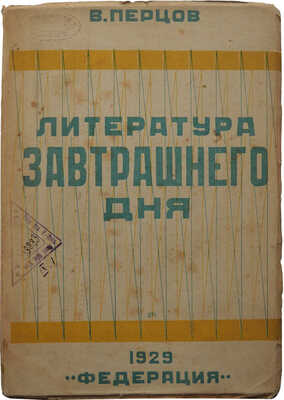 В. ПЕРЦОВ
ЛИТЕРАТУРА
ЗАВТРАШНЕГО
ДНЯ
1929
„ФЕДЕРАЦИЯ"